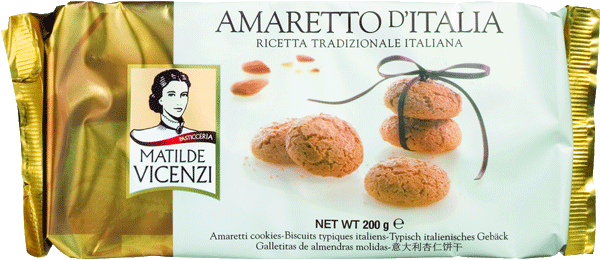 AMARETTO D'ITALIA
RICETTA TRADIZIONALE ITALIANA
PASTICCERIA
MATILDE
VICENZI
NET WT 200 g ℮
Amaretti cookies-Biscuits typiques italiens-Typisch italienisches Gebäck
Galletitas de almendras molidas-意大利杏仁饼干